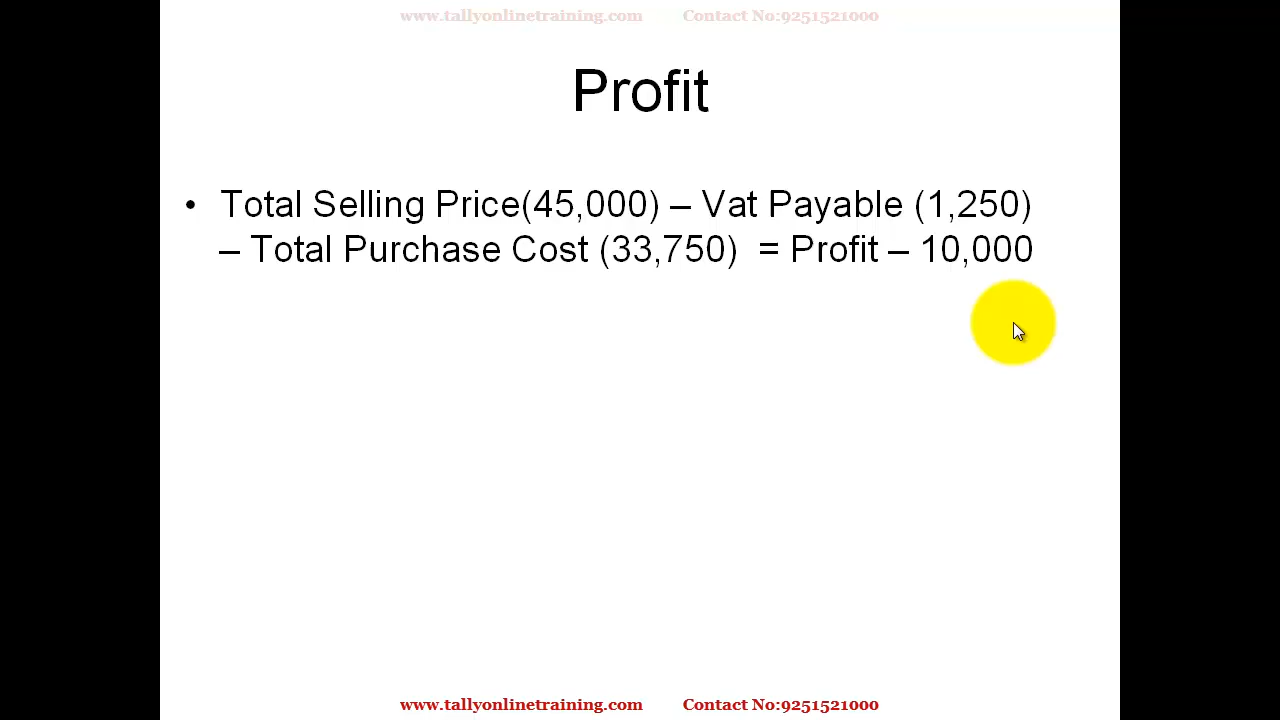 www.tallyonlinetraining.com Contact No:9251521000
Profit
• Total Selling Price(45,000) – Vat Payable (1,250)
– Total Purchase Cost (33,750) = Profit – 10,000
www.tallyonlinetraining.com Contact No:9251521000